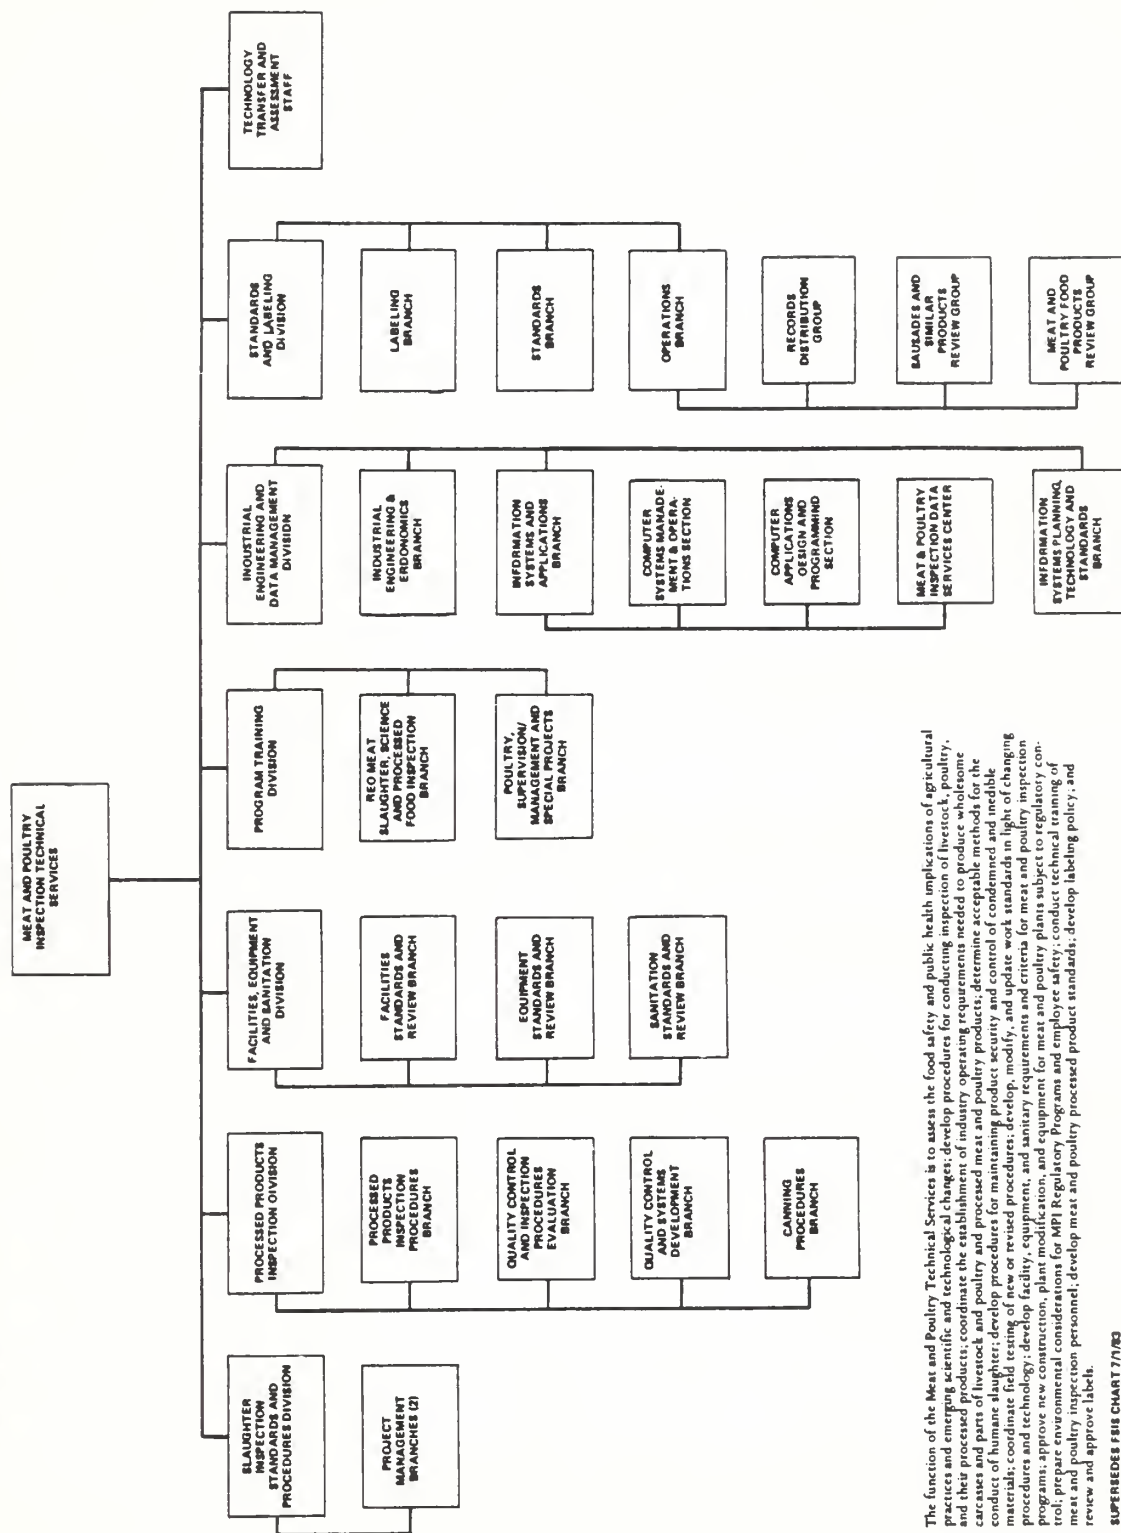 MEAT AND POULTRY
INSPECTION TECHNICAL
SERVICES
SLAUGHTER
INSPECTION
STANDARDS AND
PROCEDURES DIVISION
PROJECT
MANAGEMENT
BRANCHES (2)
PROCESSED PRODUCTS
INSPECTION DIVISION
PROCESSED
PRODUCTS
INSPECTION
PROCEDURES
BRANCH
QUALITY CONTROL
AND INSPECTION
PROCEDURES
EVALUATION
BRANCH
QUALITY CONTROL
AND SYSTEMS
DEVELOPMENT
BRANCH
CANNING
PROCEDURES
BRANCH
FACILITIES, EQUIPMENT
AND SANITATION
DIVISION
FACILITIES
STANDARDS AND
REVIEW BRANCH
EQUIPMENT
STANDARDS AND
REVIEW BRANCH
SANITATION
STANDARDS AND
REVIEW BRANCH
PROGRAM TRAINING
DIVISION
REO MEAT
SLAUGHTER, SCIENCE
AND PROCESSED
FOOD INSPECTION
BRANCH
POULTRY,
SUPERVISION/
MANAGEMENT AND
SPECIAL PROJECTS
BRANCH
INOUSTRIAL
ENGINEERING AND
DATA MANAGEMENT
DIVISION
INDUSTRIAL
ENGINEERING &
ERDONOMICS
BRANCH
INFORMATION
SYSTEMS AND
APPLICATIONS
BRANCH
COMPUTER
SYSTEMS MANADE-
MENT & OPERA-
TIONS SECTION
COMPUTER
APPLICATIONS
OESIGN AND
PROGRAMMIND
SECTION
MEAT & POULTRY
INSPECTION DATA
SERVICES CENTER
INFDRMATION
SYSTEMS PLANNING,
TECHNOLOGY AND
STANDARDS
BRANCH
STANDARDS
AND LABELING
DIVISION
LABELING
BRANCH
STANDARDS
BRANCH
OPERATIONS
BRANCH
RECORDS
DISTRIBUTION
GROUP
SAUSADES AND
SIMILAR
PRODUCTS
REVIEW GROUP
MEAT AND
POULTRY FOOD
PRODUCTS
REVIEW GROUP
TECHNOLOGY
TRANSFER AND
ASSESSMENT
STAFF
The function of the Meat and Poultry Technical Services is to assess the food safety and public health implications of agricultural
practices and emerging scientific and technological changes; develop procedures for conducting inspection of livestock, poultry,
and their processed products; coordinate the establishment of industry operating requirements needed to produce wholesome
carcasses and parts of livestock and poultry and processed meat and poultry products; determine acceptable methods for the
conduct of humane slaughter; develop procedures for maintaining product security and control of condemned and inedible
materials; coordinate field testing of new or revised procedures; develop, modify, and update work standards in light of changing
procedures and technology; develop facility, equipment, and sanitary requirements and criteria for meat and poultry inspection
programs; approve new construction, plant modification, and equipment for meat and poultry plants subject to regulatory con-
trol; prepare environmental considerations for MPI Regulatory Programs and employee safety; conduct technical training of
meat and poultry inspection personnel; develop meat and poultry processed product standards; develop labeling policy; and
review and approve labels.
SUPERSEDES FSIS CHART 7/1/83